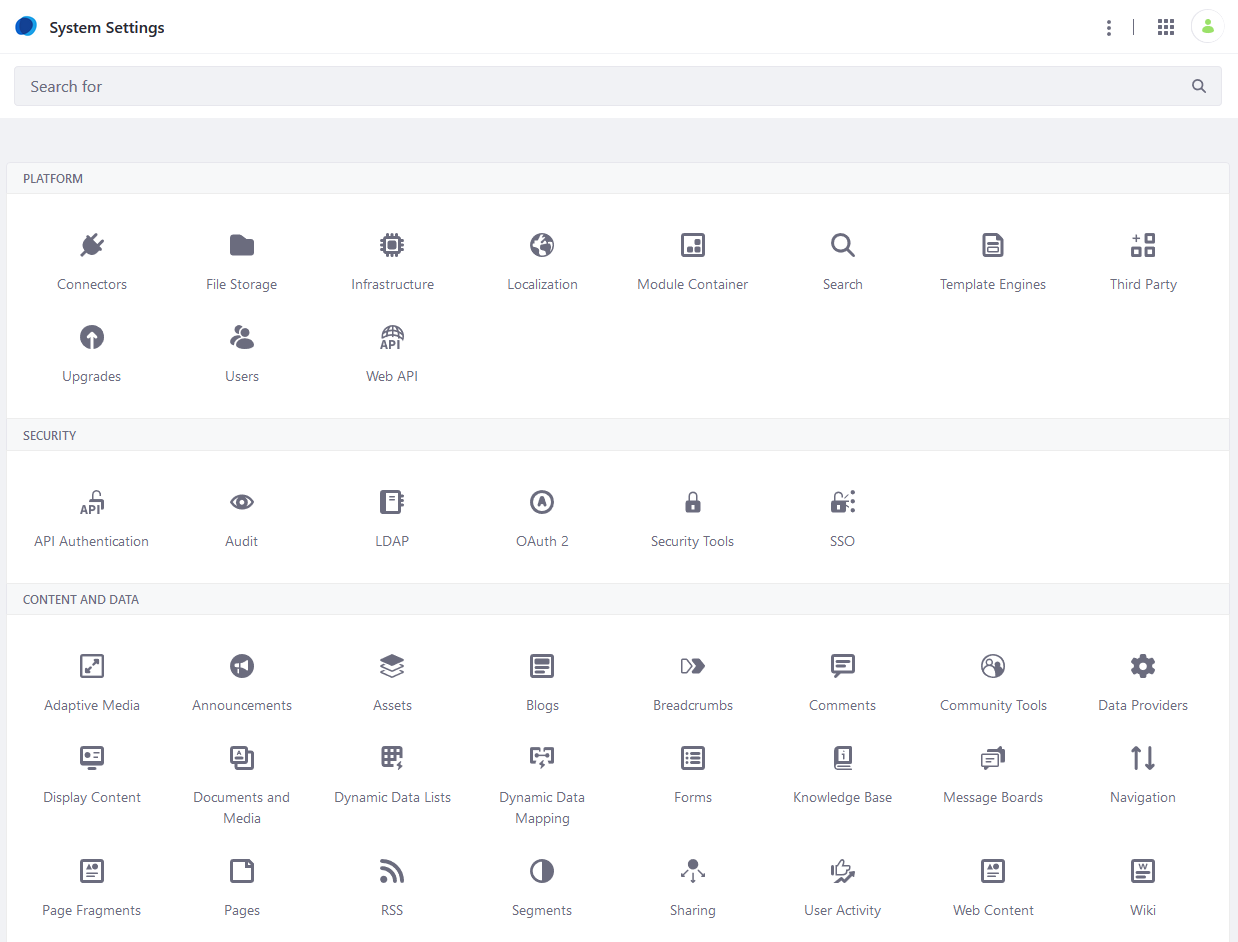 System Settings
Search for
PLATFORM
Connectors File Storage Infrastructure Localization Module Container Search Template Engines Third Party
API
Upgrades Users Web API
SECURITY
API
API Authentication Audit LDAP OAuth 2 Security Tools SSO
CONTENT AND DATA
Adaptive Media Announcements Assets Blogs Breadcrumbs Comments Community Tools Data Providers
Display Content Documents and Dynamic Data Lists Dynamic Data Forms Knowledge Base Message Boards Navigation
Media Mapping
Page Fragments Pages RSS Segments Sharing User Activity Web Content Wiki